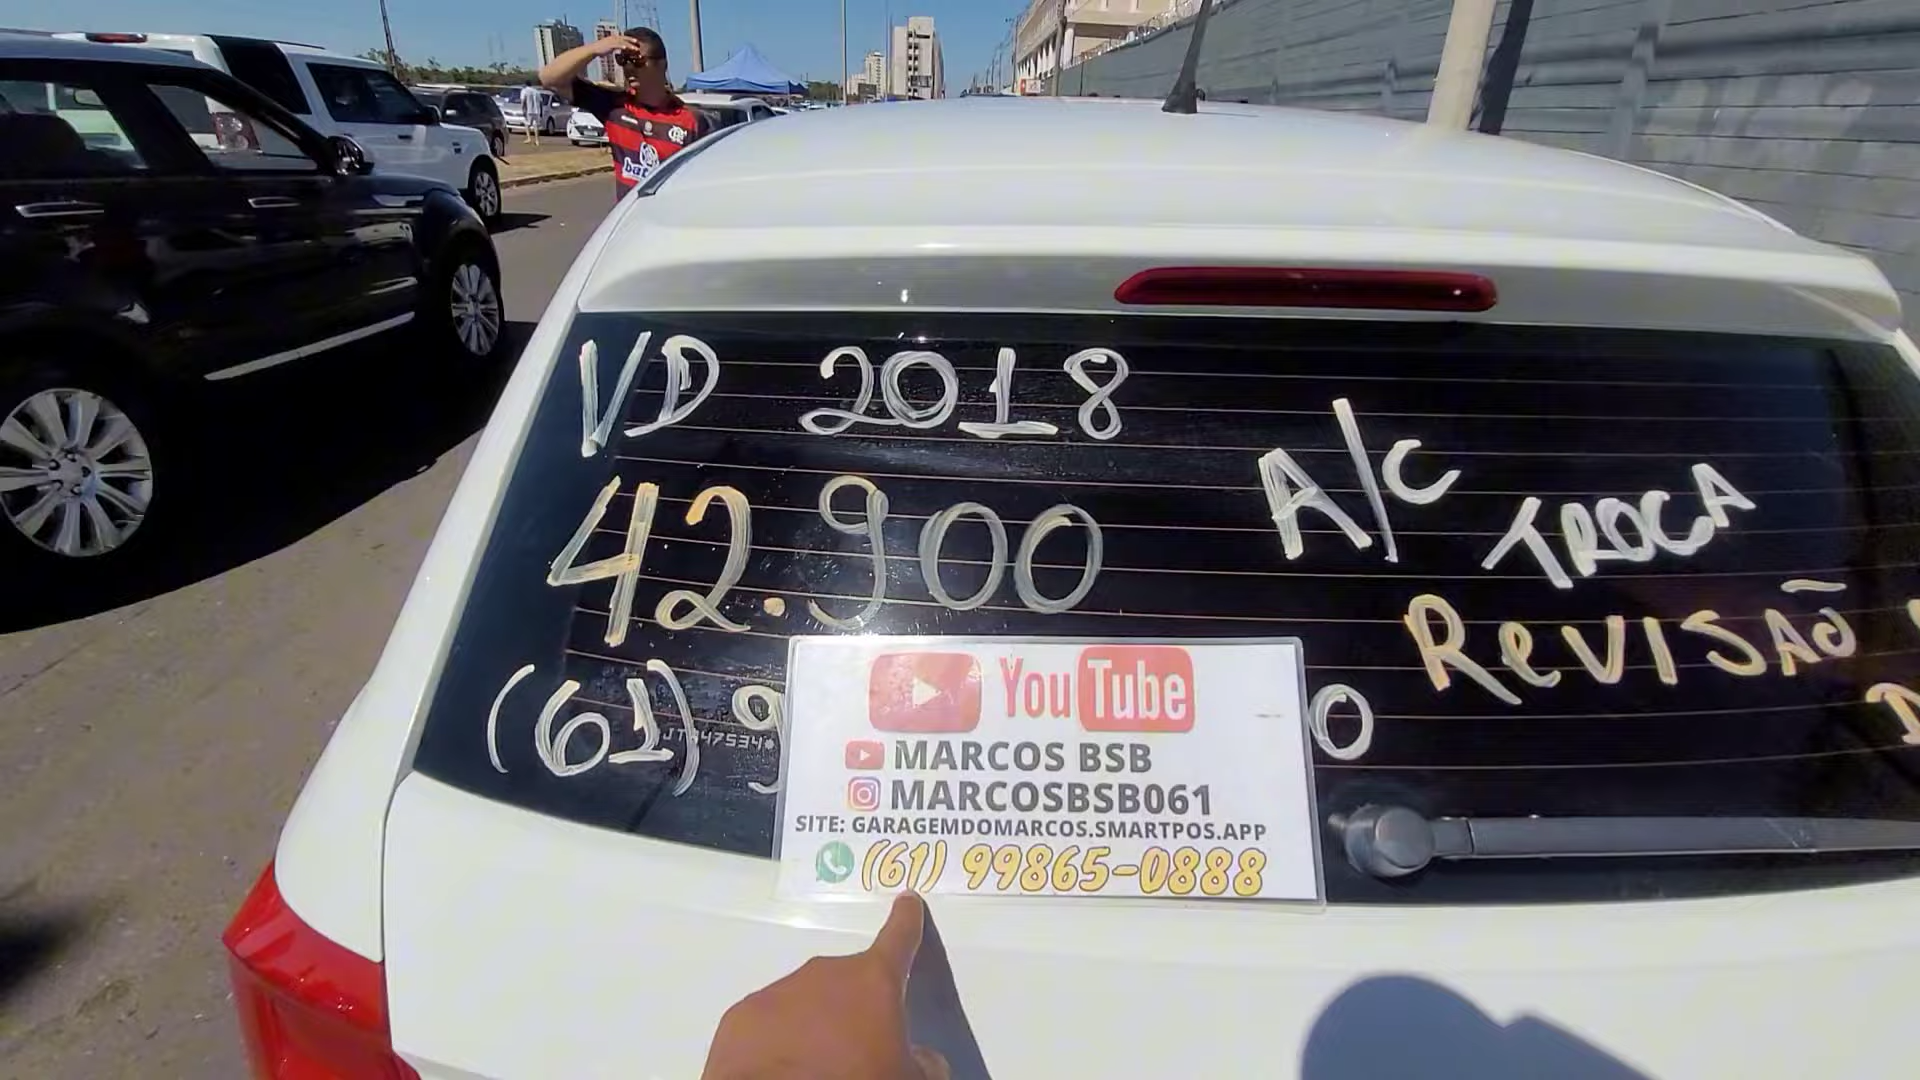 VD 2018
42.900
A/C
TROCA
REVISÃO
(61) 9
0
YouTube
MARCOS BSB
MARCOSBSB061
SITE: GARAGEMDOMARCOS.SMARTPOS.APP
(61) 99865-0888